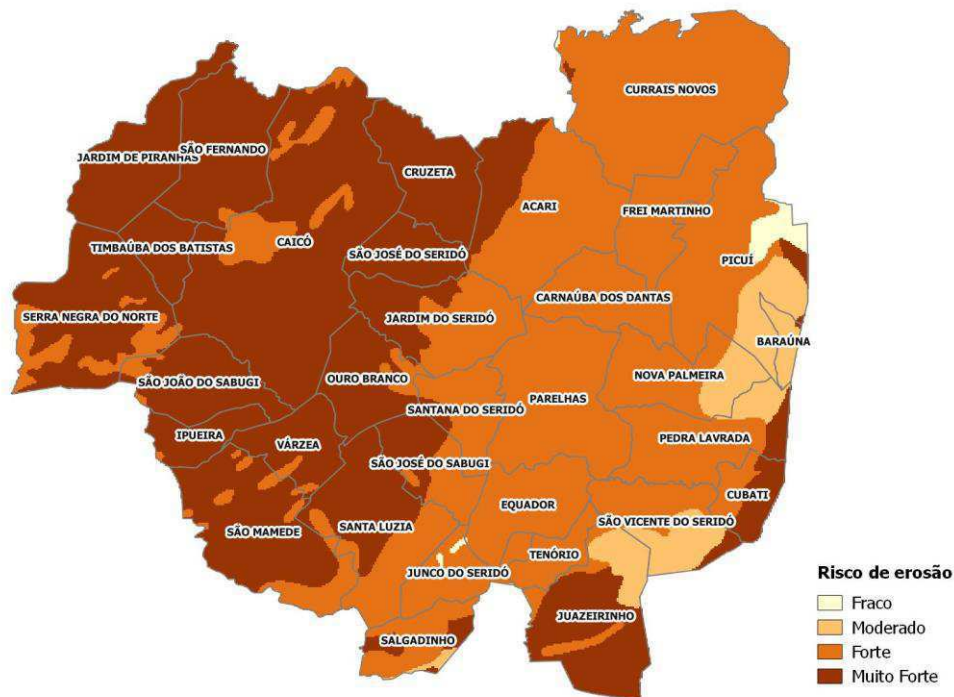 CURRAIS NOVOS
JARDIM DE PIRANHAS
SÃO FERNANDO
CRUZETA
ACARI
FREI MARTINHO
TIMBAÚBA DOS BATISTAS
CAICÓ
SÃO JOSÉ DO SERIDÓ
PICUÍ
CARNAÚBA DOS DANTAS
SERRA NEGRA DO NORTE
JARDIM DO SERIDÓ
BARAÚNA
SÃO JOÃO DO SABUGI
OURO BRANCO
NOVA PALMEIRA
PARELHAS
SANTANA DO SERIDÓ
IPUEIRA
VÁRZEA
PEDRA LAVRADA
SÃO JOSÉ DO SABUGI
CUBATI
EQUADOR
SÃO VICENTE DO SERIDÓ
SÃO MAMEDE
SANTA LUZIA
TENÓRIO
JUNCO DO SERIDÓ
JUAZEIRINHO
SALGADINHO
Risco de erosão
Fraco
Moderado
Forte
Muito Forte